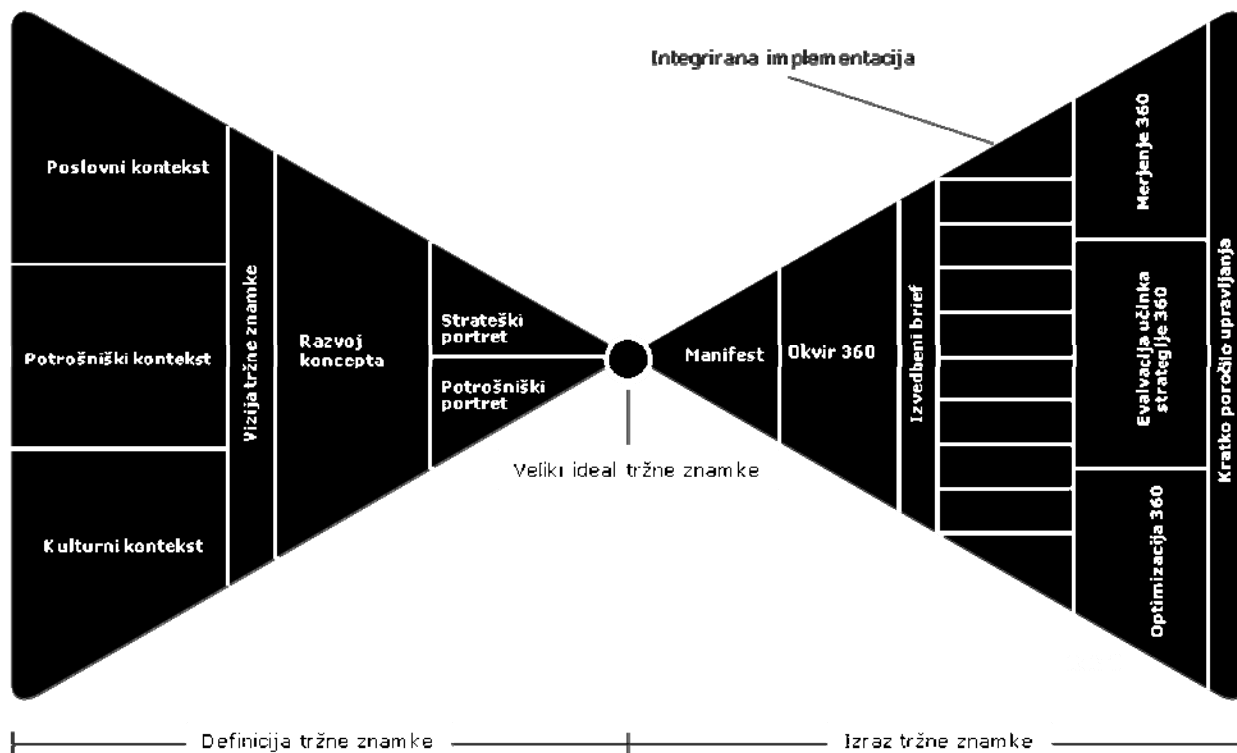 Integrirana implementacija
Poslovni kontekst
Potrošniški kontekst
Kulturni kontekst
Vizija tržne znamke
Razvoj
koncepta
Strateški
portret
Potrošniški
portret
Veliki ideal tržne znamke
Manifest
Okvir 360
Izvedbeni brief
Merjenje 360
Evalvacija učinka
strategije 360
Optimizacija 360
Kratko poročilo upravljanja
Definicija tržne znamke
Izraz tržne znamke